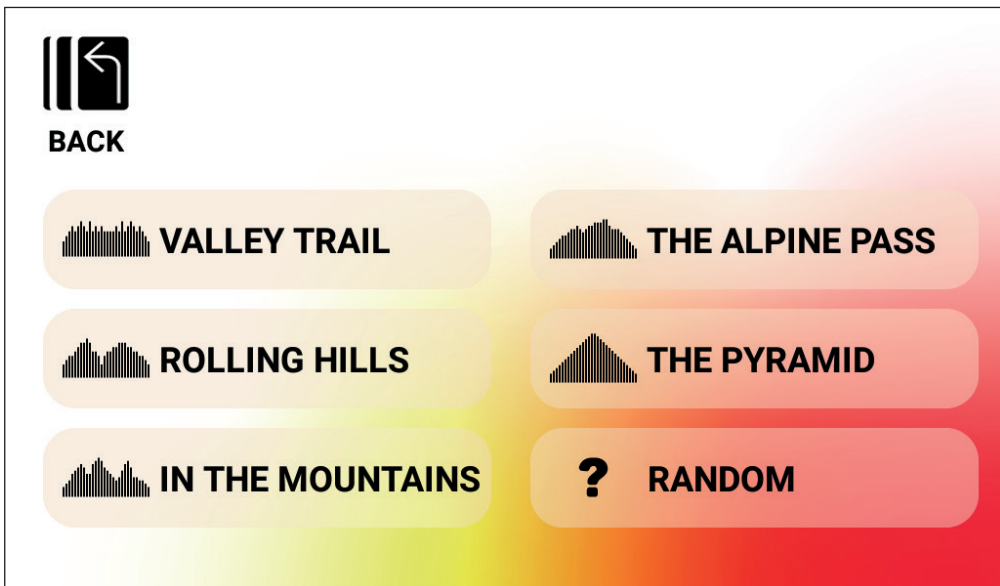 BACK
VALLEY TRAIL
THE ALPINE PASS
ROLLING HILLS
THE PYRAMID
IN THE MOUNTAINS
? RANDOM